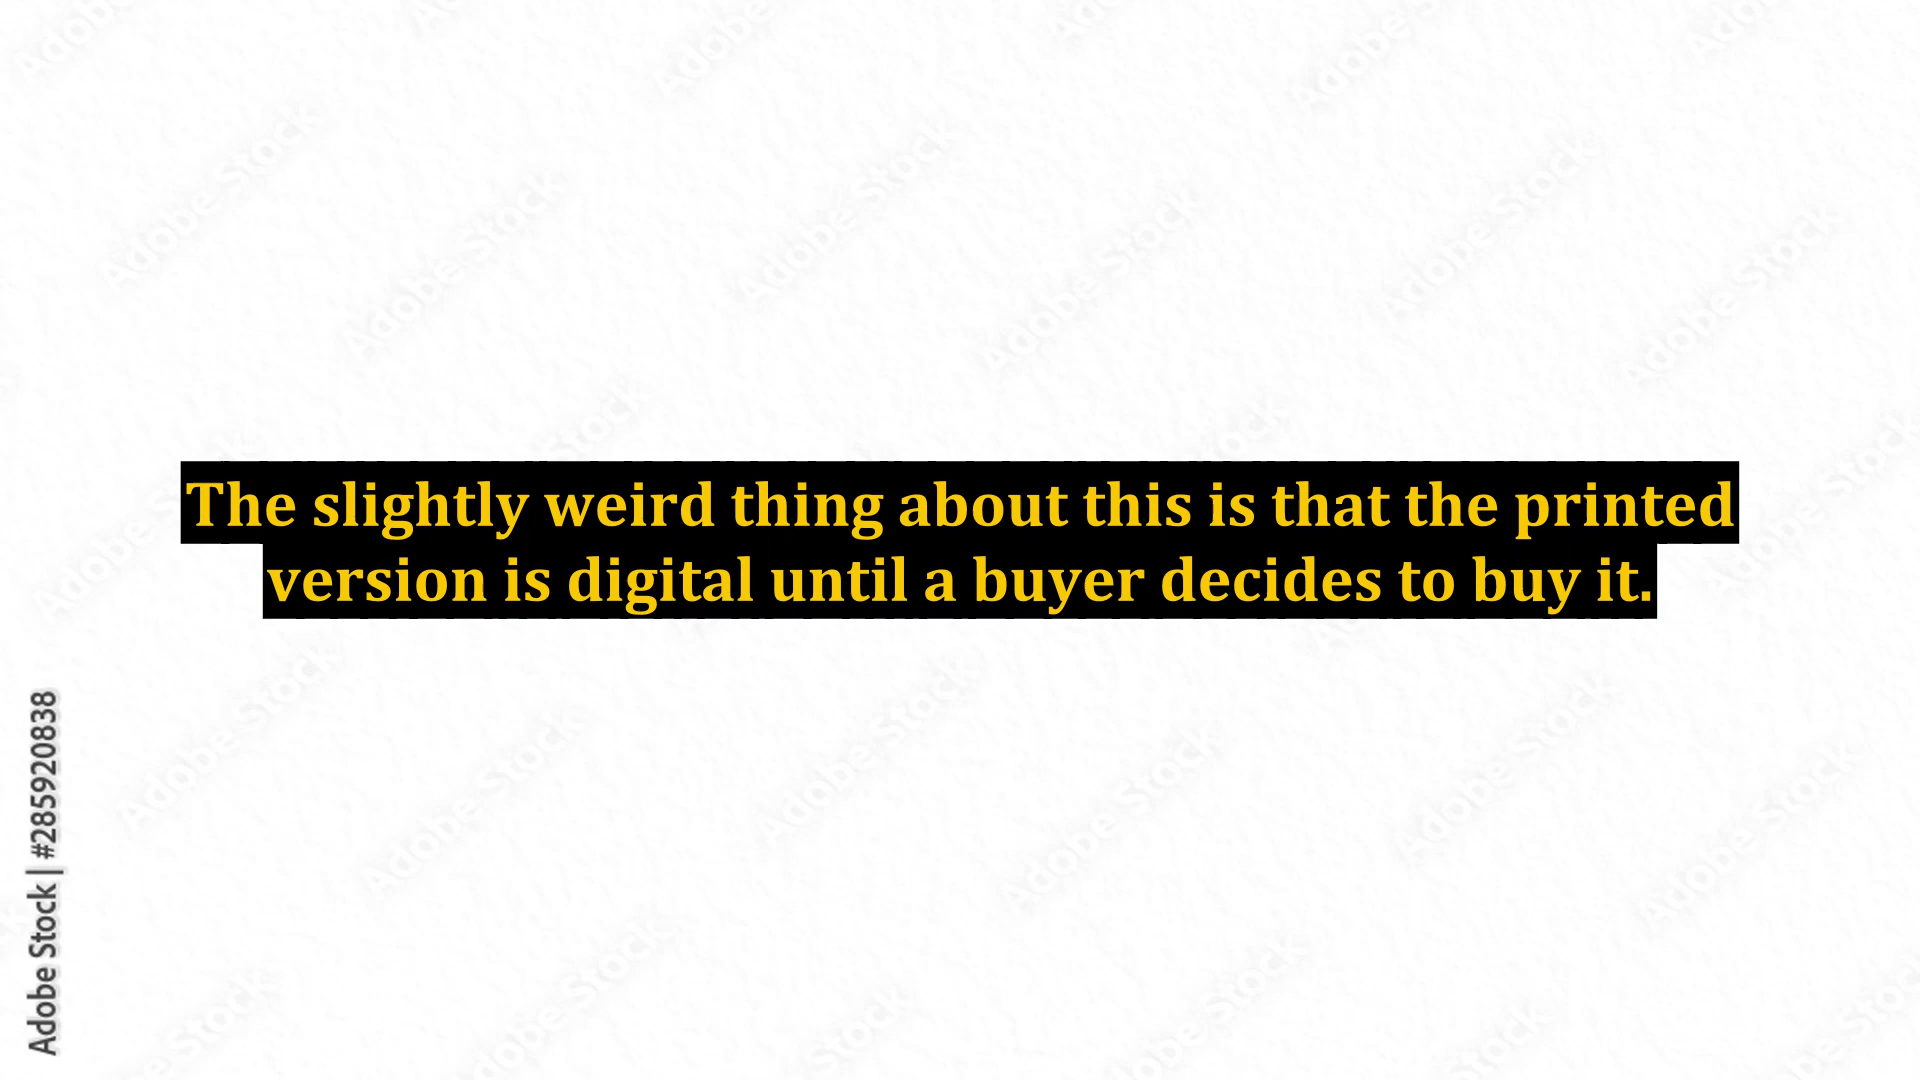 The slightly weird thing about this is that the printed
version is digital until a buyer decides to buy it.
Adobe Stock | #285920838